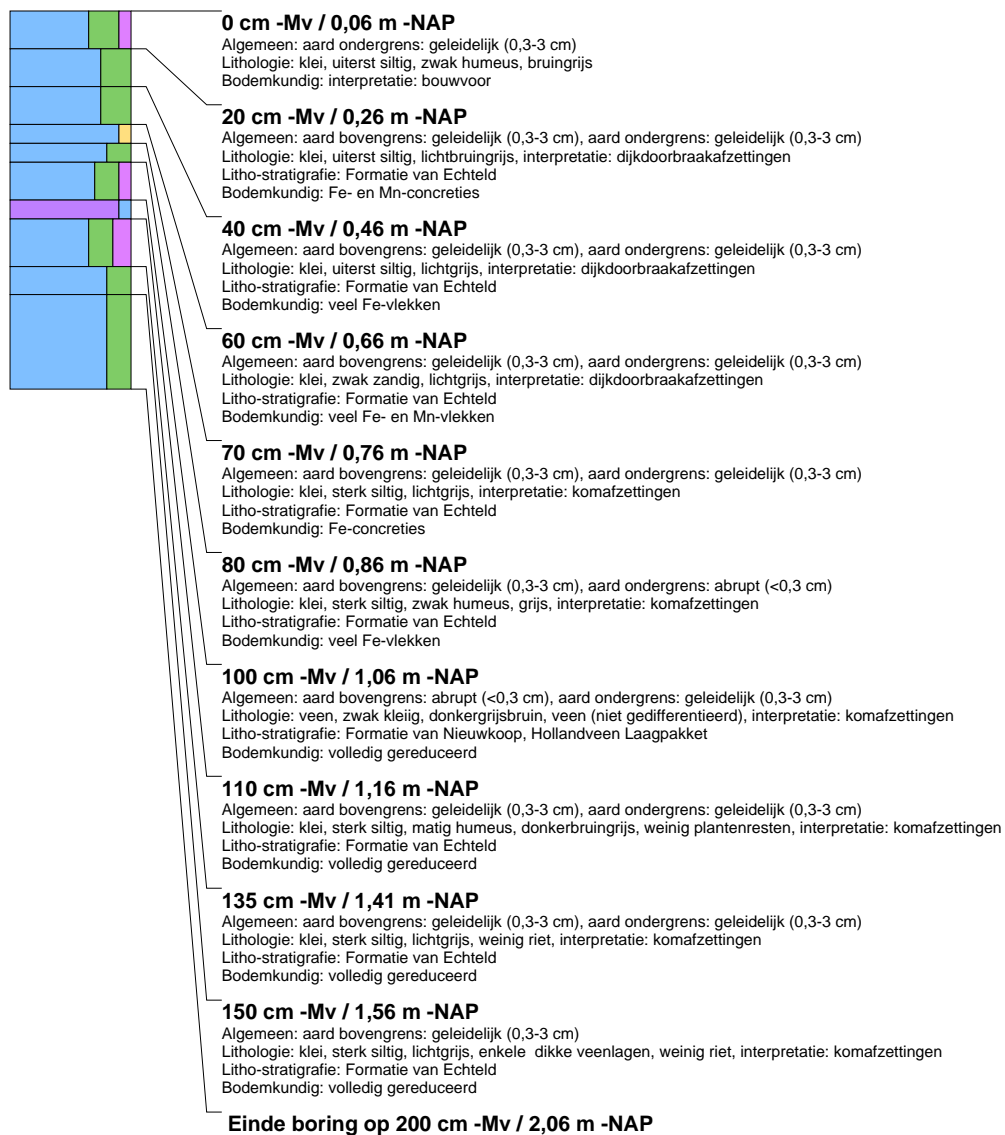 0 cm -Mv / 0,06 m -NAP
Algemeen: aard ondergrens: geleidelijk (0,3-3 cm)
Lithologie: klei, uiterst siltig, zwak humeus, bruingrijs
Bodemkundig: interpretatie: bouwvoor
20 cm -Mv / 0,26 m -NAP
Algemeen: aard bovengrens: geleidelijk (0,3-3 cm), aard ondergrens: geleidelijk (0,3-3 cm)
Lithologie: klei, uiterst siltig, lichtbruingrijs, interpretatie: dijkdoorbraakafzettingen
Litho-stratigrafie: Formatie van Echteld
Bodemkundig: Fe- en Mn-concreties
40 cm -Mv / 0,46 m -NAP
Algemeen: aard bovengrens: geleidelijk (0,3-3 cm), aard ondergrens: geleidelijk (0,3-3 cm)
Lithologie: klei, uiterst siltig, lichtgrijs, interpretatie: dijkdoorbraakafzettingen
Litho-stratigrafie: Formatie van Echteld
Bodemkundig: veel Fe-vlekken
60 cm -Mv / 0,66 m -NAP
Algemeen: aard bovengrens: geleidelijk (0,3-3 cm), aard ondergrens: geleidelijk (0,3-3 cm)
Lithologie: klei, zwak zandig, lichtgrijs, interpretatie: dijkdoorbraakafzettingen
Litho-stratigrafie: Formatie van Echteld
Bodemkundig: veel Fe- en Mn-vlekken
70 cm -Mv / 0,76 m -NAP
Algemeen: aard bovengrens: geleidelijk (0,3-3 cm), aard ondergrens: geleidelijk (0,3-3 cm)
Lithologie: klei, sterk siltig, lichtgrijs, interpretatie: komafzettingen
Litho-stratigrafie: Formatie van Echteld
Bodemkundig: Fe-concreties
80 cm -Mv / 0,86 m -NAP
Algemeen: aard bovengrens: geleidelijk (0,3-3 cm), aard ondergrens: abrupt (<0,3 cm)
Lithologie: klei, sterk siltig, zwak humeus, grijs, interpretatie: komafzettingen
Litho-stratigrafie: Formatie van Echteld
Bodemkundig: veel Fe-vlekken
100 cm -Mv / 1,06 m -NAP
Algemeen: aard bovengrens: abrupt (<0,3 cm), aard ondergrens: geleidelijk (0,3-3 cm)
Lithologie: veen, zwak kleiig, donkergrijsbruin, veen (niet gedifferentieerd), interpretatie: komafzettingen
Litho-stratigrafie: Formatie van Nieuwkoop, Hollandveen Laagpakket
Bodemkundig: volledig gereduceerd
110 cm -Mv / 1,16 m -NAP
Algemeen: aard bovengrens: geleidelijk (0,3-3 cm), aard ondergrens: geleidelijk (0,3-3 cm)
Lithologie: klei, sterk siltig, matig humeus, donkerbruingrijs, weinig plantenresten, interpretatie: komafzettingen
Litho-stratigrafie: Formatie van Echteld
Bodemkundig: volledig gereduceerd
135 cm -Mv / 1,41 m -NAP
Algemeen: aard bovengrens: geleidelijk (0,3-3 cm), aard ondergrens: geleidelijk (0,3-3 cm)
Lithologie: klei, sterk siltig, lichtgrijs, weinig riet, interpretatie: komafzettingen
Litho-stratigrafie: Formatie van Echteld
Bodemkundig: volledig gereduceerd
150 cm -Mv / 1,56 m -NAP
Algemeen: aard bovengrens: geleidelijk (0,3-3 cm)
Lithologie: klei, sterk siltig, lichtgrijs, enkele dikke veenlagen, weinig riet, interpretatie: komafzettingen
Litho-stratigrafie: Formatie van Echteld
Bodemkundig: volledig gereduceerd
Einde boring op 200 cm -Mv / 2,06 m -NAP